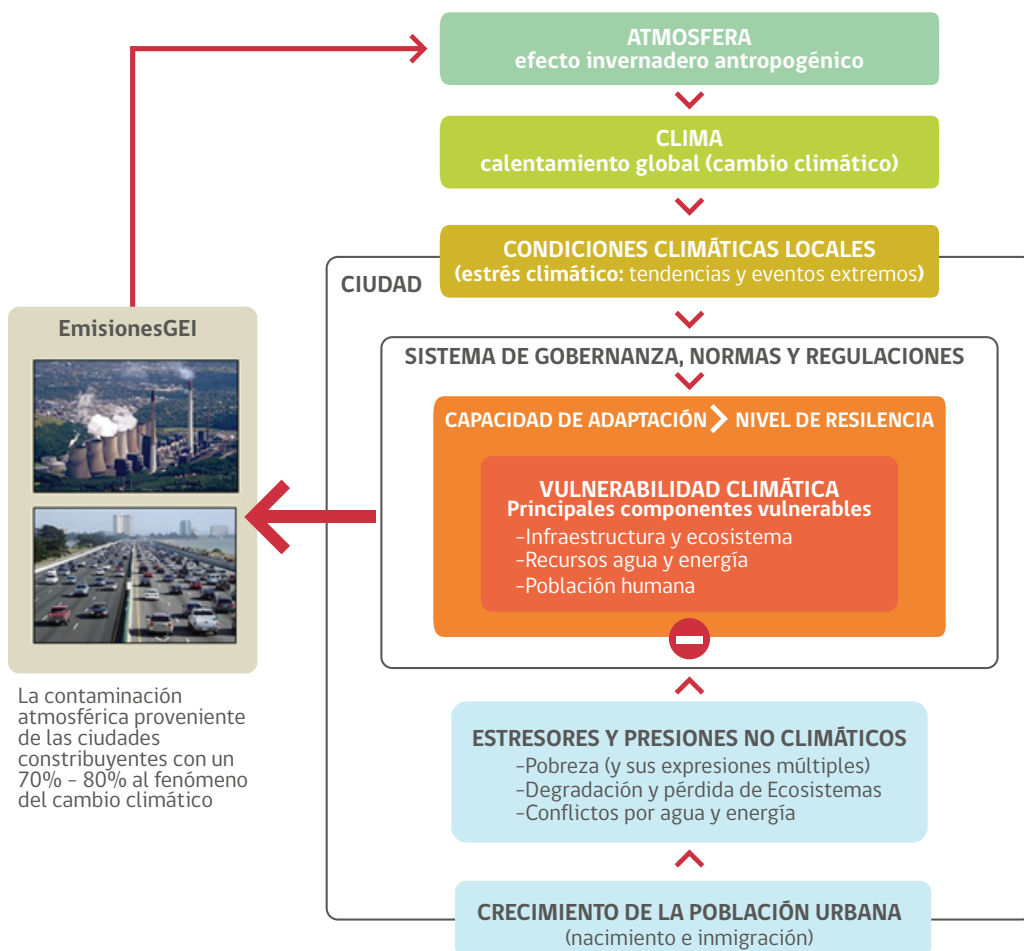 ATMOSFERA
efecto invernadero antropogénico
CLIMA
calentamiento global (cambio climático)
CONDICIONES CLIMÁTICAS LOCALES
(estrés climático: tendencias y eventos extremos)
CIUDAD
SISTEMA DE GOBERNANZA, NORMAS Y REGULACIONES
CAPACIDAD DE ADAPTACIÓN > NIVEL DE RESILENCIA
VULNERABILIDAD CLIMÁTICA
Principales componentes vulnerables
-Infraestructura y ecosistema
-Recursos agua y energía
-Población humana
ESTRESORES Y PRESIONES NO CLIMÁTICOS
-Pobreza (y sus expresiones múltiples)
-Degradación y pérdida de Ecosistemas
-Conflictos por agua y energía
CRECIMIENTO DE LA POBLACIÓN URBANA
(nacimiento e inmigración)
EmisionesGEI
La contaminación
atmosférica proveniente
de las ciudades
constribuyentes con un
70% - 80% al fenómeno
del cambio climático